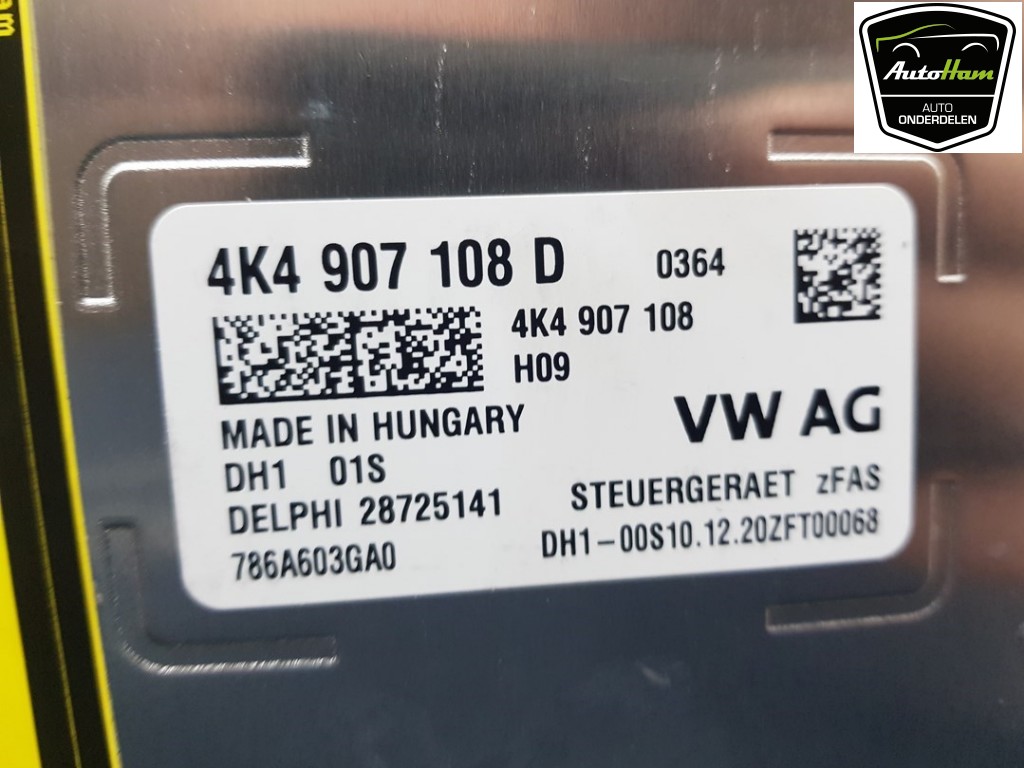 AutoHam
AUTO
ONDERDELEN
4K4 907 108 D 0364
4K4 907 108
H09
MADE IN HUNGARY
VW AG
DH1 01S
STEUERGERAET zFAS
DELPHI 28725141
DH1-00S10.12.20ZFT00068
786A603GA0